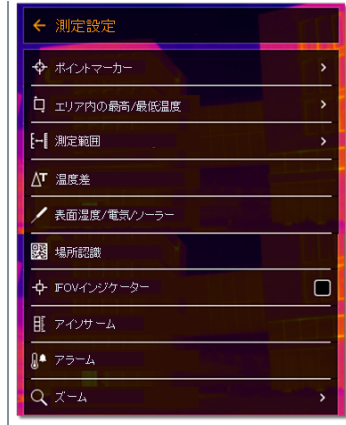 測定設定
ポイントマーカー
エリア内の最高/最低温度
測定範囲
ΔT 温度差
表面湿度/電気/ソーラー
場所認識
IFOVインジケーター
アイソサーム
アラーム
ズーム